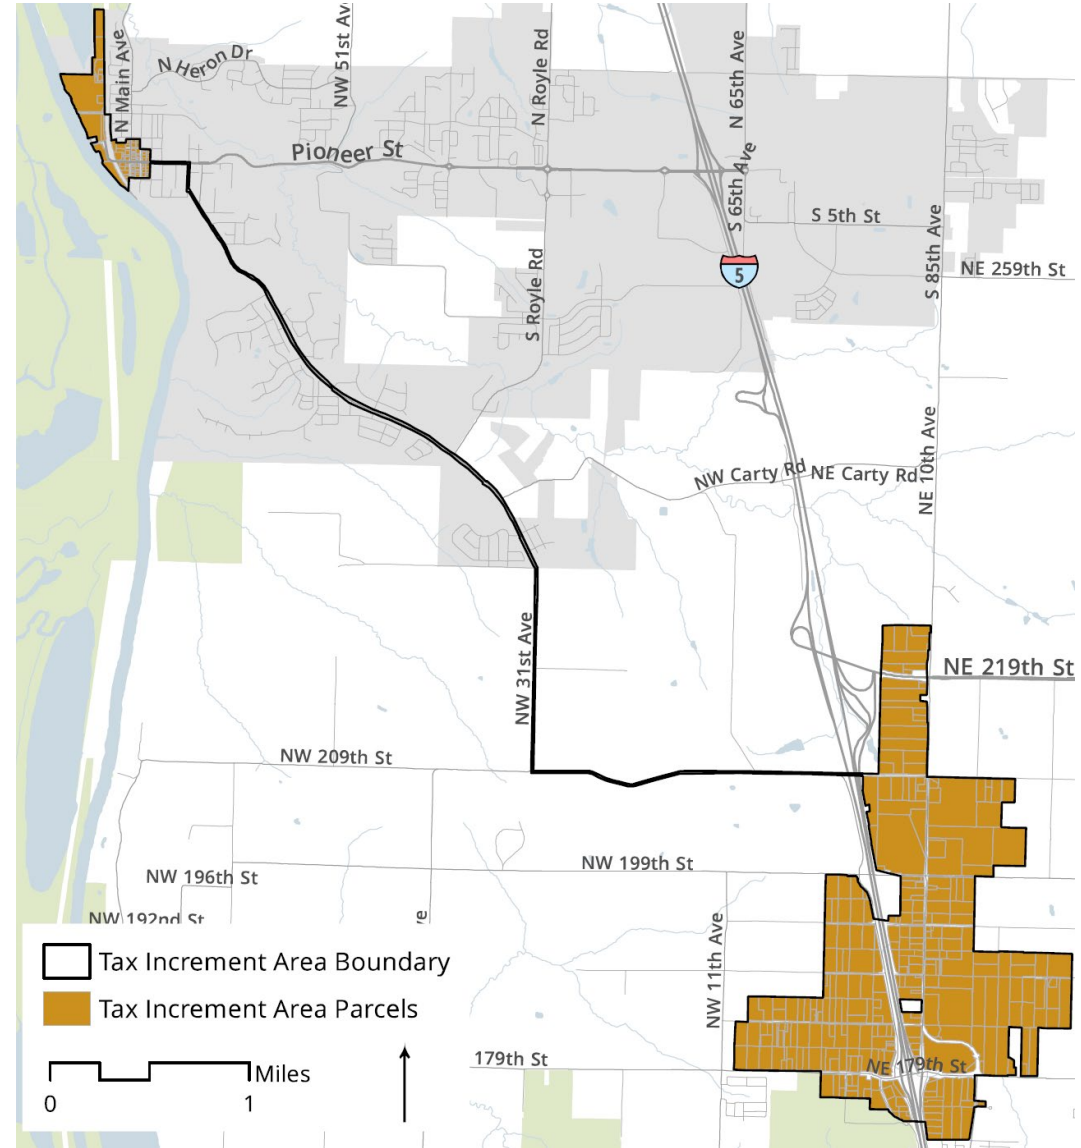 N Main Ave
N Heron Dr
NW 51st Av
N Royle Rd
N 65th Ave
Pioneer St
S 65th Ave
S 5th St
S 85th Ave
NE 259th St
5
S Royle Rd
NE 10th Ave
NW Carty Rd
NE Carty Rd
NW 31st Ave
NE 219th St
NW 209th St
NW 199th St
NW 196th St
NW 192nd St
NW 11th Ave
179th St
NE 179th St
Tax Increment Area Boundary
Tax Increment Area Parcels
Miles
0 1